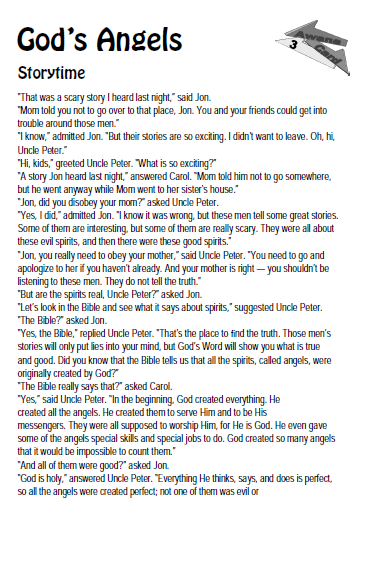 God's Angels
Awana
3
Card
Storytime
"That was a scary story I heard last night," said Jon.
"Mom told you not to go over to that place, Jon. You and your friends could get into
trouble around those men."
"I know," admitted Jon. "But their stories are so exciting. I didn't want to leave. Oh, hi,
Uncle Peter."
"Hi, kids," greeted Uncle Peter. "What is so exciting?"
"A story Jon heard last night," answered Carol. "Mom told him not to go somewhere,
but he went anyway while Mom went to her sister's house."
"Jon, did you disobey your mom?" asked Uncle Peter.
"Yes, I did," admitted Jon. "I know it was wrong, but these men tell some great stories.
Some of them are interesting, but some of them are really scary. They were all about
these evil spirits, and then there were these good spirits."
"Jon, you really need to obey your mother," said Uncle Peter. "You need to go and
apologize to her if you haven't already. And your mother is right — you shouldn't be
listening to these men. They do not tell the truth."
"But are the spirits real, Uncle Peter?" asked Jon.
"Let's look in the Bible and see what it says about spirits," suggested Uncle Peter.
"The Bible?" asked Jon.
"Yes, the Bible," replied Uncle Peter. "That's the place to find the truth. Those men's
stories will only put lies into your mind, but God's Word will show you what is true
and good. Did you know that the Bible tells us that all the spirits, called angels, were
originally created by God?"
"The Bible really says that?" asked Carol.
"Yes," said Uncle Peter. "In the beginning, God created everything. He
created all the angels. He created them to serve Him and to be His
messengers. They were all supposed to worship Him, for He is God. He even gave
some of the angels special skills and special jobs to do. God created so many angels
that it would be impossible to count them."
"And all of them were good?" asked Jon.
"God is holy," answered Uncle Peter. "Everything He thinks, says, and does is perfect,
so all the angels were created perfect; not one of them was evil or